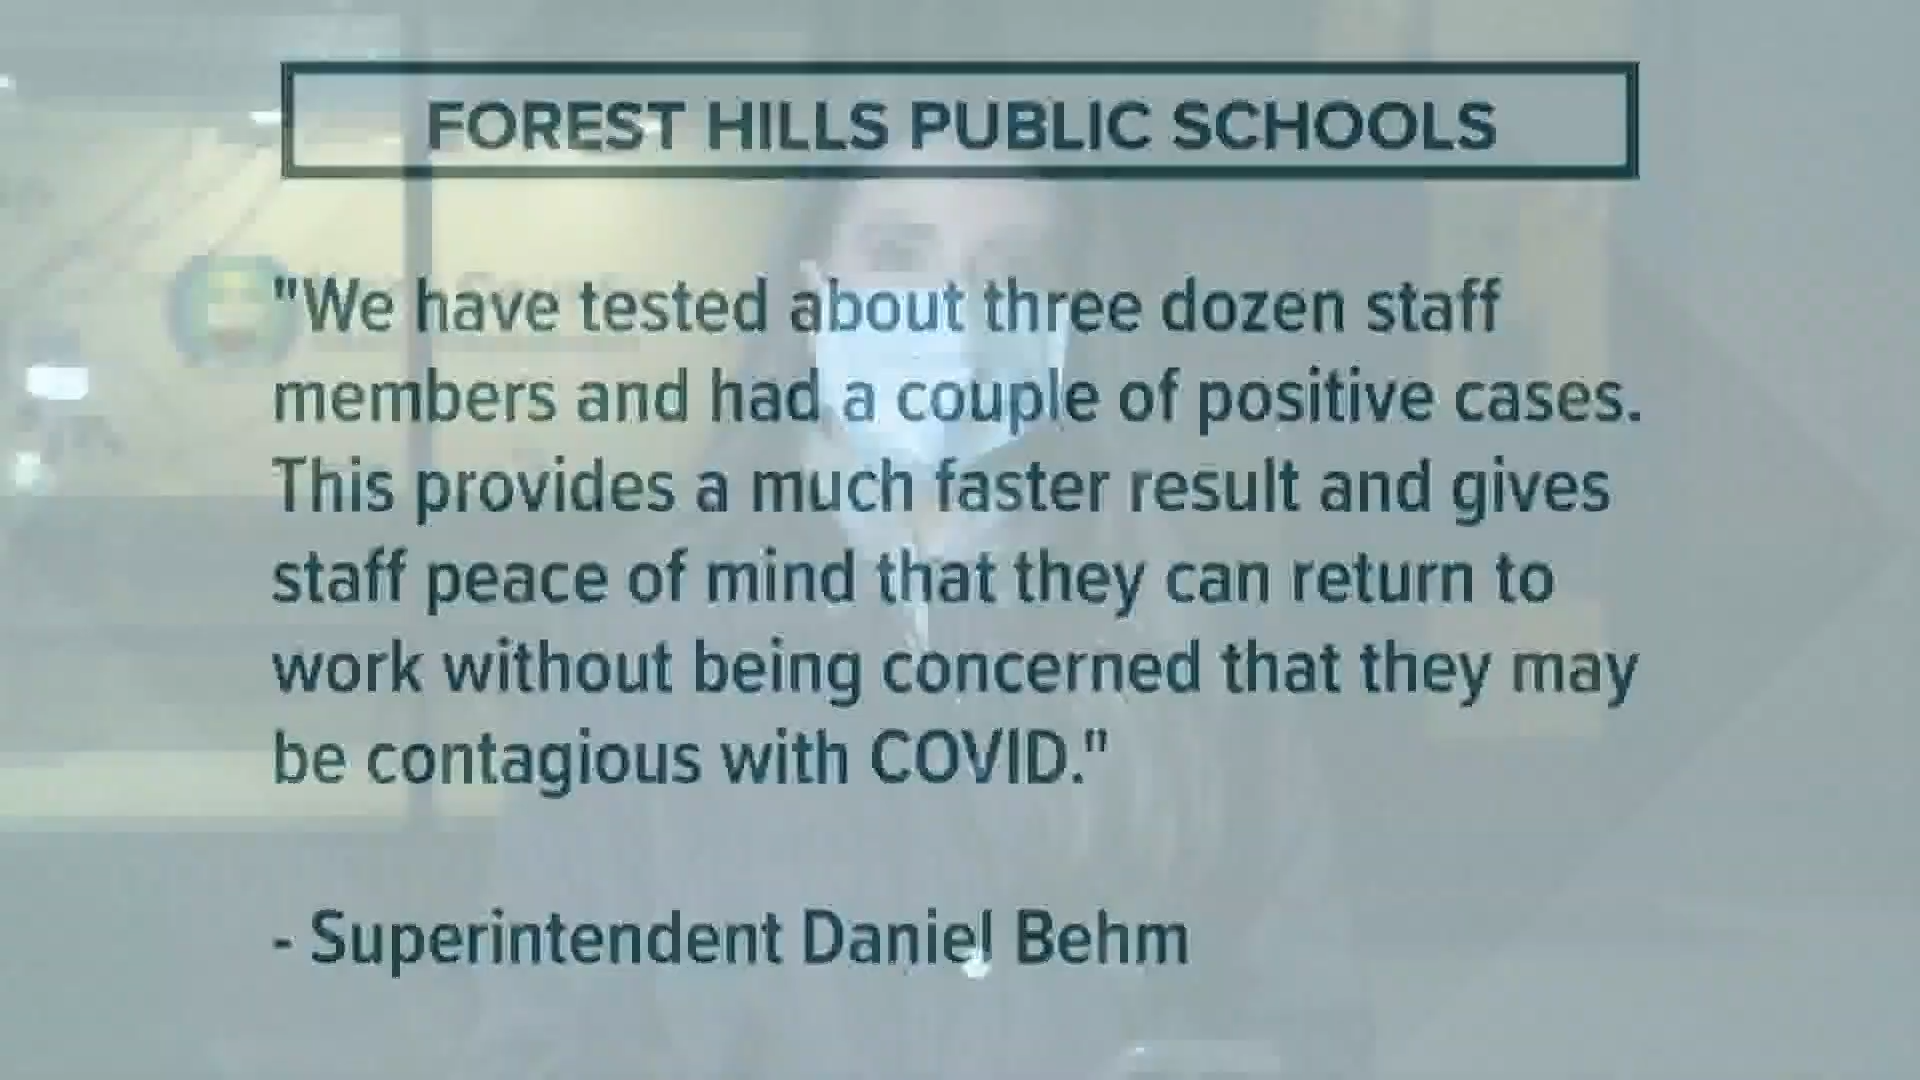 FOREST HILLS PUBLIC SCHOOLS
"We have tested about three dozen staff
members and had a couple of positive cases.
This provides a much faster result and gives
staff peace of mind that they can return to
work without being concerned that they may
be contagious with COVID."
- Superintendent Daniel Behm